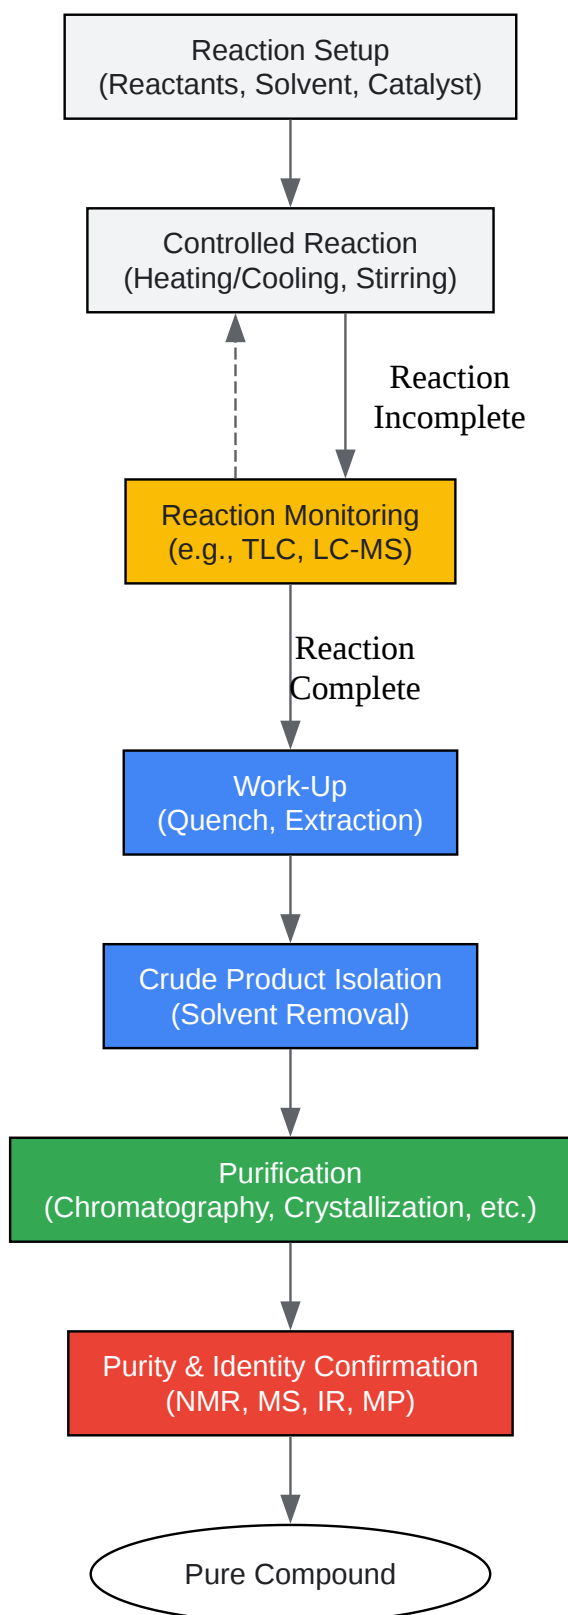 Reaction Setup
(Reactants, Solvent, Catalyst)
Controlled Reaction
(Heating/Cooling, Stirring)
Reaction
Incomplete
Reaction Monitoring
(e.g., TLC, LC-MS)
Reaction
Complete
Work-Up
(Quench, Extraction)
Crude Product Isolation
(Solvent Removal)
Purification
(Chromatography, Crystallization, etc.)
Purity & Identity Confirmation
(NMR, MS, IR, MP)
Pure Compound